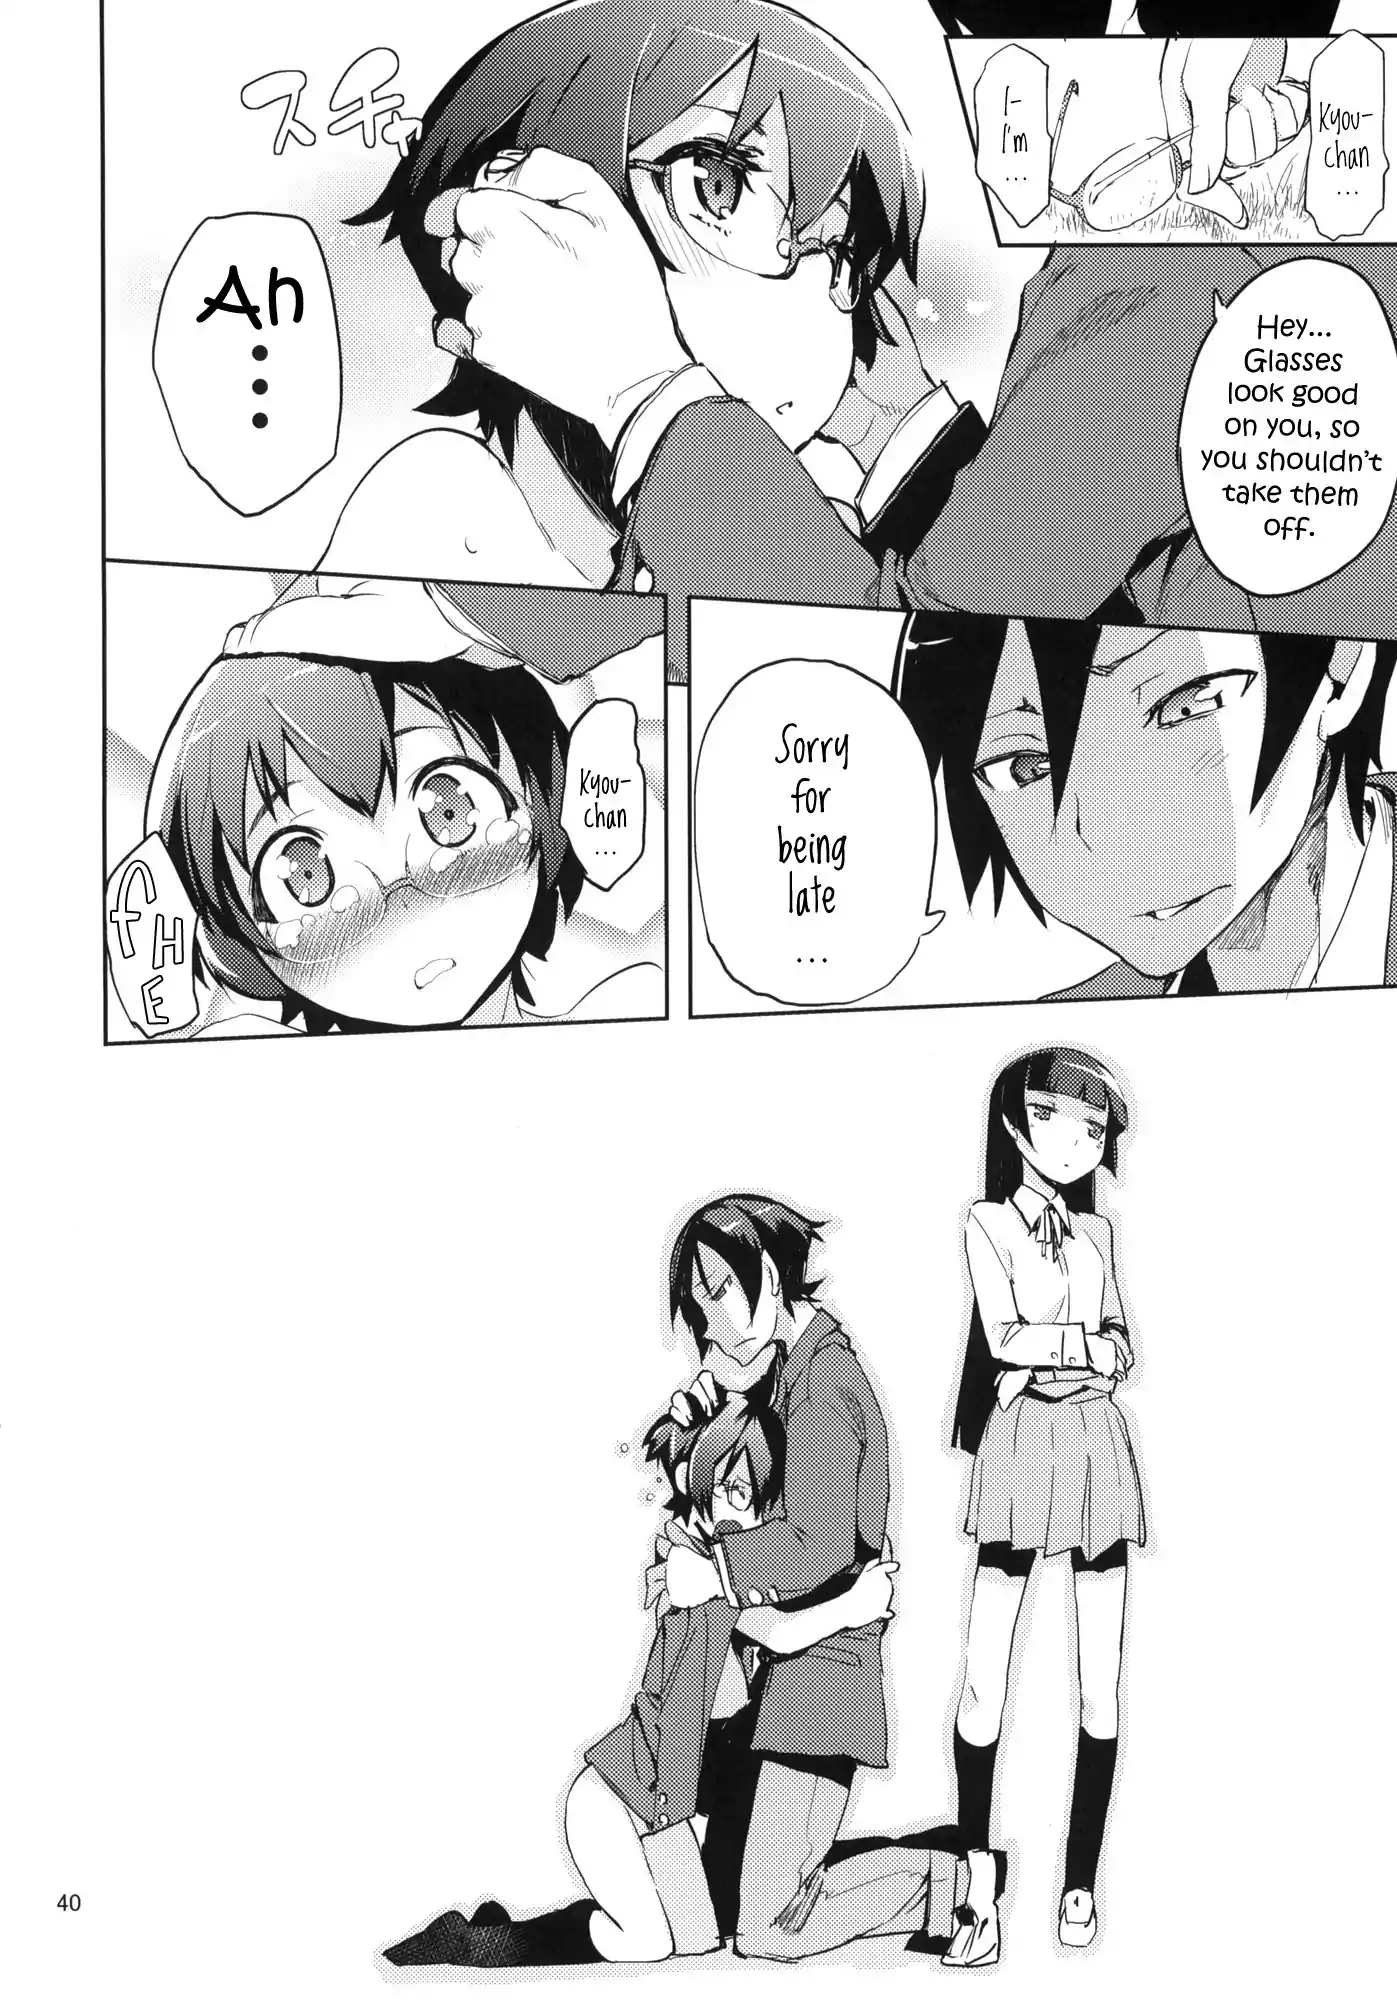 Kyou-
chan
...
I-
I'm
...
Hey...
Glasses
look good
on you, so
you shouldn't
take them
off.
スチャ
Ah
...
Sorry
for
being
late
...
Kyou-
chan
...
fHE
40